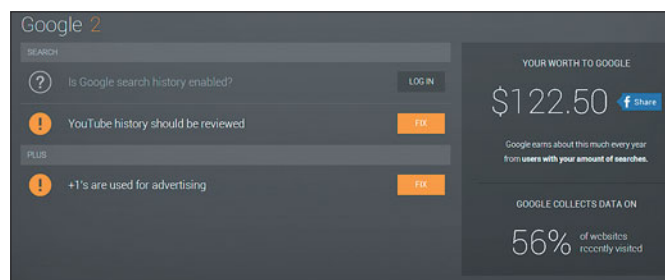 Google 2
SEARCH
Is Google search history enabled?
LOG IN
YouTube history should be reviewed
FIX
PLUS
+1's are used for advertising
FIX
YOUR WORTH TO GOOGLE
$122.50
f Share
Google earns about this much every year
from users with your amount of searches.
GOOGLE COLLECTS DATA ON
56% of websites
recently visited